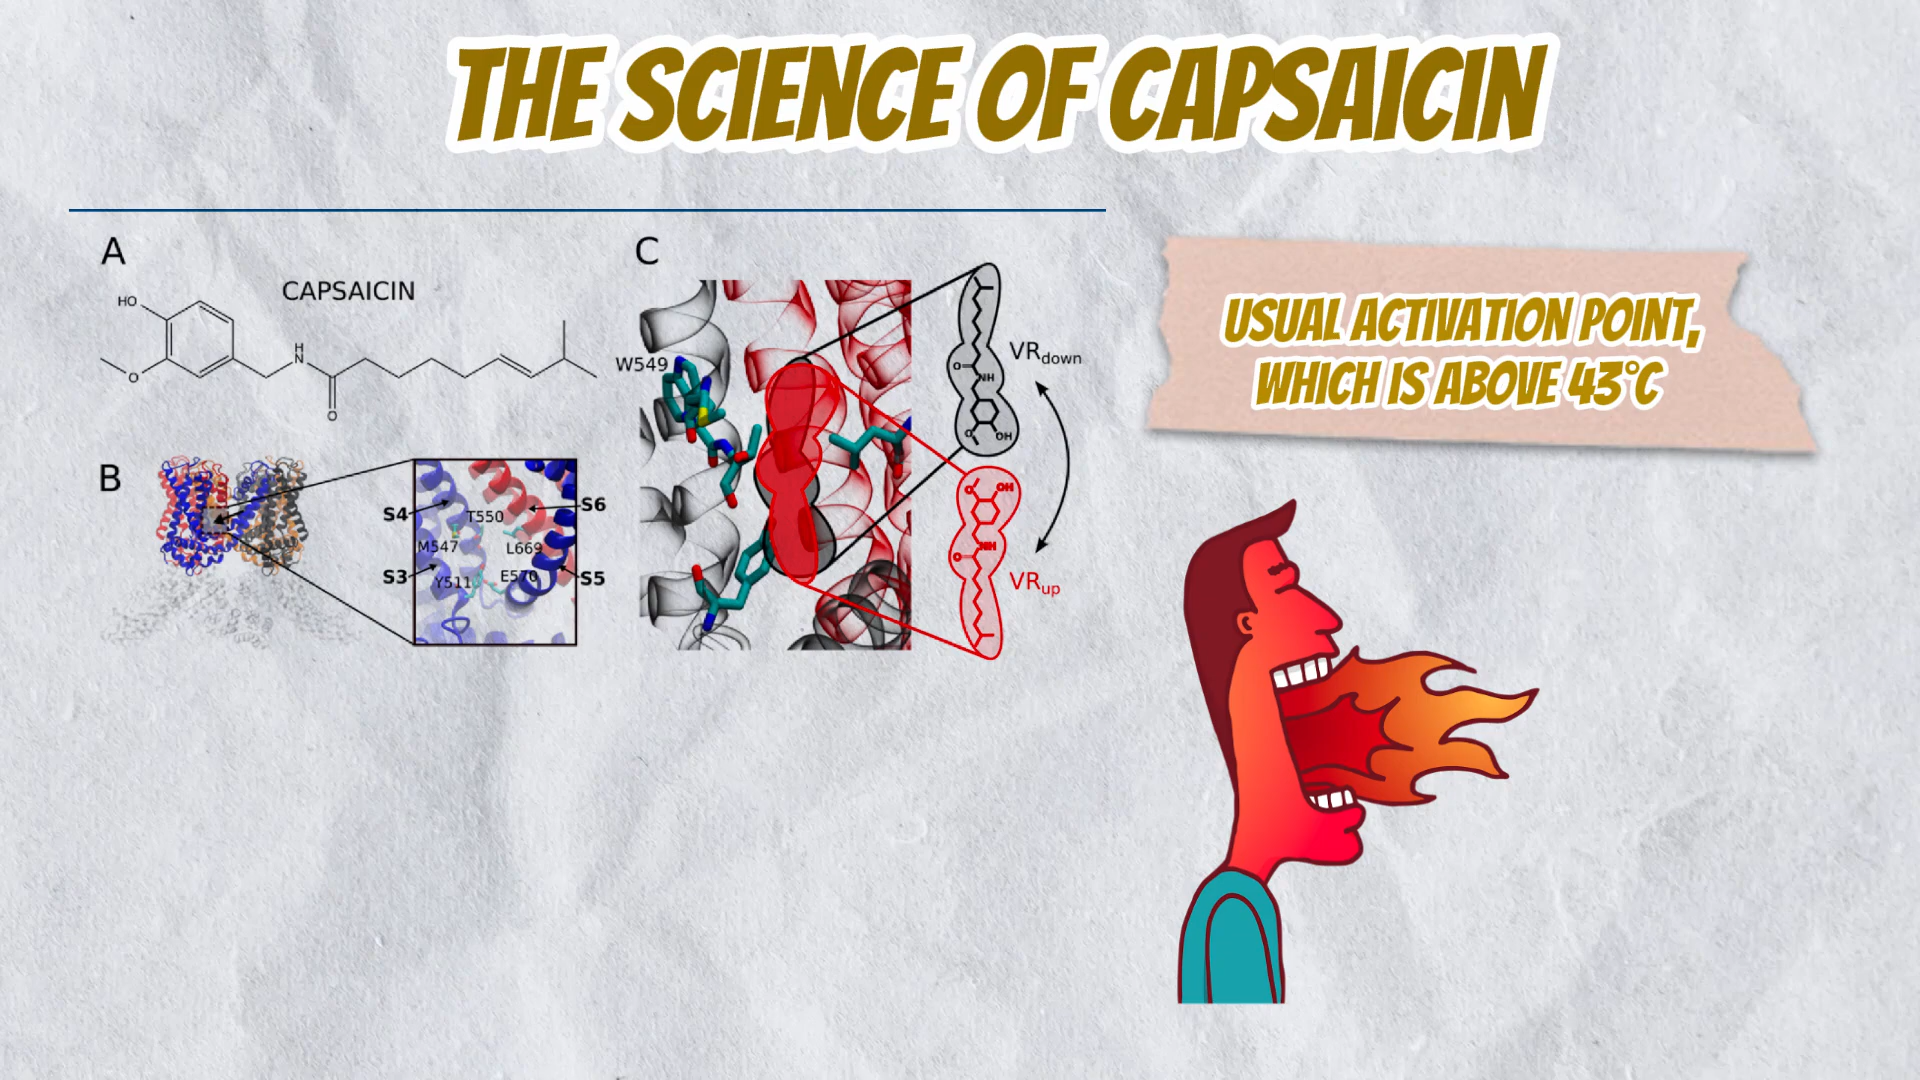 THE SCIENCE OF CAPSAICIN
A
CAPSAICIN
HO
O
H
N
O
B
S4
T550
S6
M547
L669
S3
Y511
E570
S5
C
W549
O
NH
O
OH
VRdown
O
OH
NH
O
VRup
USUAL ACTIVATION POINT,
WHICH IS ABOVE 43°C